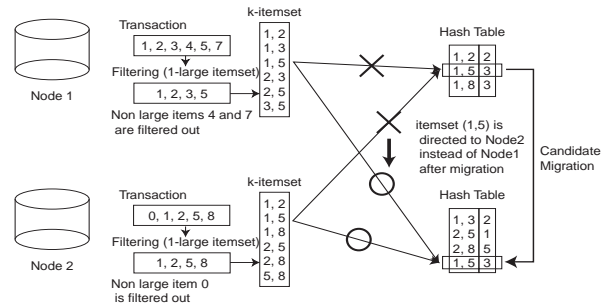 Node 1
Transaction
1, 2, 3, 4, 5, 7
Filtering (1-large itemset)
1, 2, 3, 5
Non large items 4 and 7
are filtered out
k-itemset
1, 2
1, 3
1, 5
2, 3
2, 5
3, 5
Hash Table
1, 2 2
1, 5 3
1, 8 3
itemset (1,5) is
directed to Node2
instead of Node1
after migration
Candidate
Migration
Node 2
Transaction
0, 1, 2, 5, 8
Filtering (1-large itemset)
1, 2, 5, 8
Non large item 0
is filtered out
k-itemset
1, 2
1, 5
1, 8
2, 5
2, 8
5, 8
Hash Table
1, 3 2
2, 5 1
2, 8 5
1, 5 3